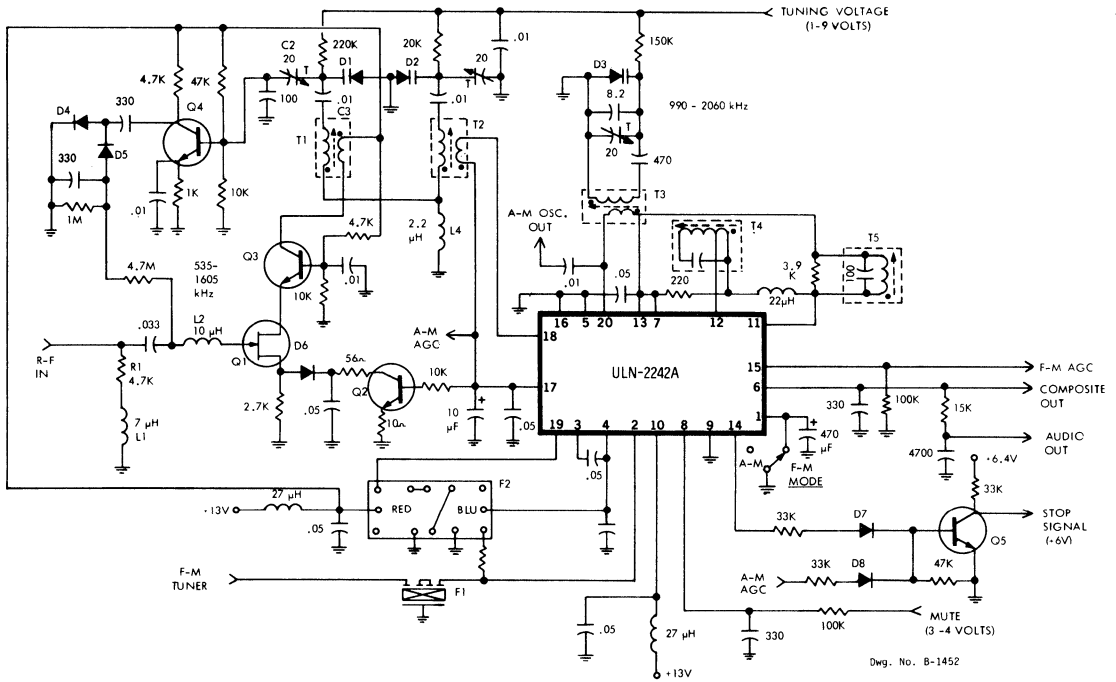 TUNING VOLTAGE
(1-9 VOLTS)
C2
20
T
220K
D1
D2
20K
20
T
.01
150K
4.7K
47K
D3
8.2
990 - 2060 kHz
330
Q4
D4
D5
100
.01
C3
.01
T1
T2
T
20
470
330
1M
.01
1K
10K
T3
A-M OSC.
OUT
2.2
µH
L4
4.7K
T4
T5
Q3
535-
1605
kHz
4.7M
10K
.01
.01
.05
220
22µH
3.9
K
100
16
5
20
13
7
12
11
18
.033
L2
10 µH
R-F
IN
R1
4.7K
Q1
D6
A-M
AGC
ULN-2242A
15
F-M AGC
6
COMPOSITE
OUT
17
56Ω
Q2
10K
2.7K
.05
10Ω
+
10
µF
.05
7 µH
L1
19
3
4
2
10
8
9
14
1
330
100K
15K
+
470
µF
AUDIO
OUT
4700
A-M
F-M
MODE
+6.4V
.05
33K
27 µH
+13V
.05
RED
BLU
F2
33K
D7
STOP
SIGNAL
(+6V)
Q5
F-M
TUNER
F1
A-M
AGC
33K
D8
47K
.05
27 µH
+13V
330
100K
MUTE
(3 -4 VOLTS)
Dwg. No. B-1452